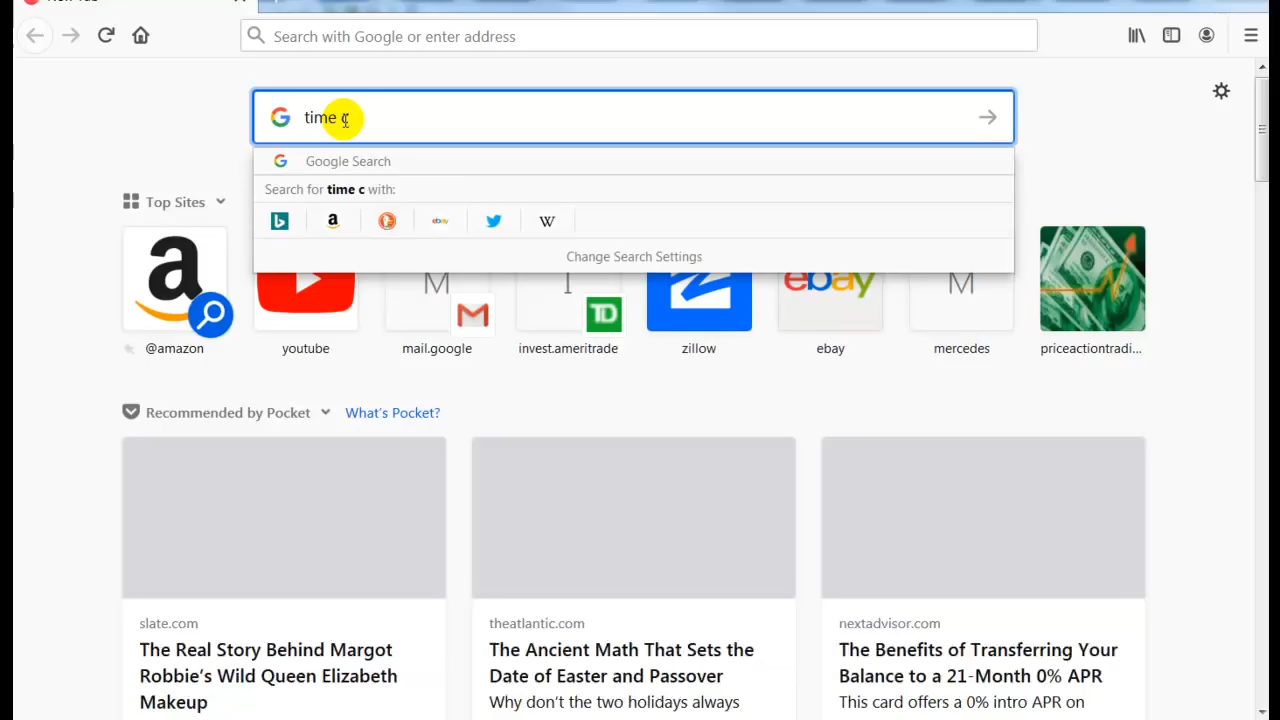 Search with Google or enter address
time c
Google Search
Search for time c with:
ebay
W
Change Search Settings
Top Sites
a
M
I
TD
ebay
M
@amazon
youtube
mail.google
invest.ameritrade
zillow
ebay
mercedes
priceactiontradi...
Recommended by Pocket
What's Pocket?
slate.com
The Real Story Behind Margot
Robbie's Wild Queen Elizabeth
Makeup
theatlantic.com
The Ancient Math That Sets the
Date of Easter and Passover
Why don't the two holidays always
nextadvisor.com
The Benefits of Transferring Your
Balance to a 21-Month 0% APR
This card offers a 0% intro APR on